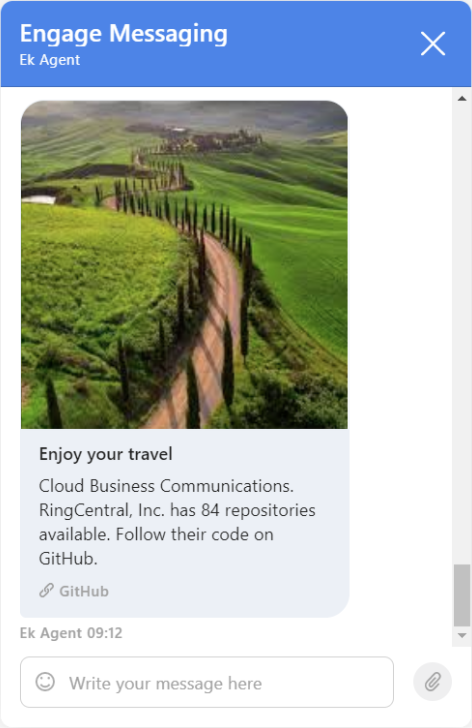 Engage Messaging
Ek Agent
Enjoy your travel
Cloud Business Communications.
RingCentral, Inc. has 84 repositories
available. Follow their code on
GitHub.
GitHub
Ek Agent 09:12
Write your message here